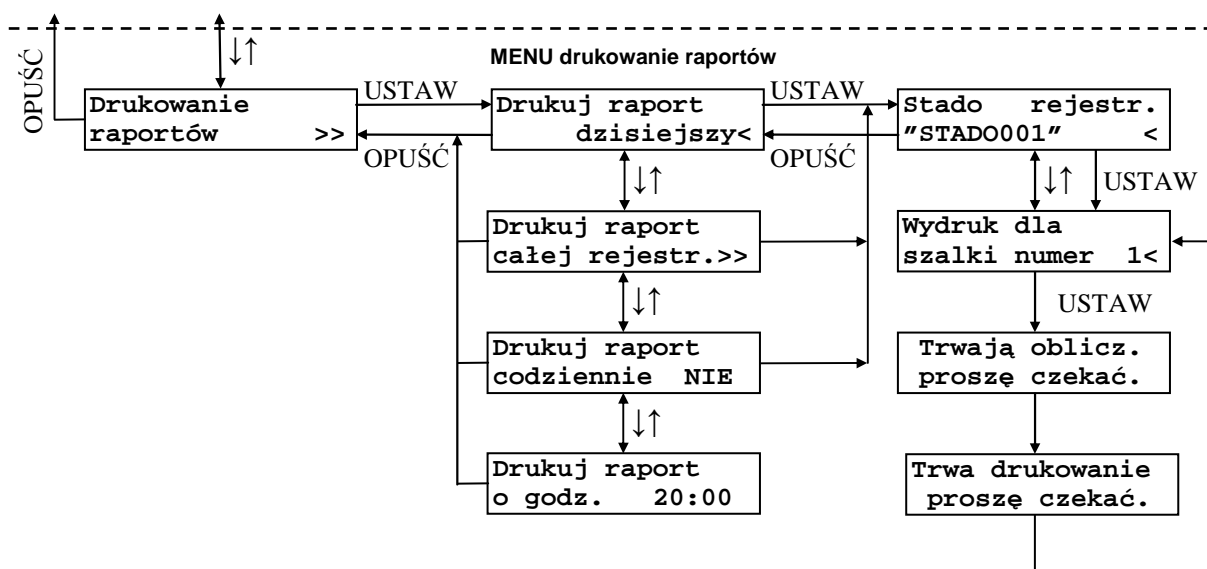 MENU drukowanie raportów
OPUŚĆ
↓↑
Drukowanie
raportów >>
USTAW
OPUŚĆ
Drukuj raport
dzisiejszy<
USTAW
OPUŚĆ
Stado rejestr.
"STADO001" <
↓↑
↓↑
USTAW
Drukuj raport
całej rejestr.>>
Wydruk dla
szalki numer 1<
↓↑
USTAW
Drukuj raport
codziennie NIE
Trwają oblicz.
proszę czekać.
↓↑
Drukuj raport
o godz. 20:00
Trwa drukowanie
proszę czekać.